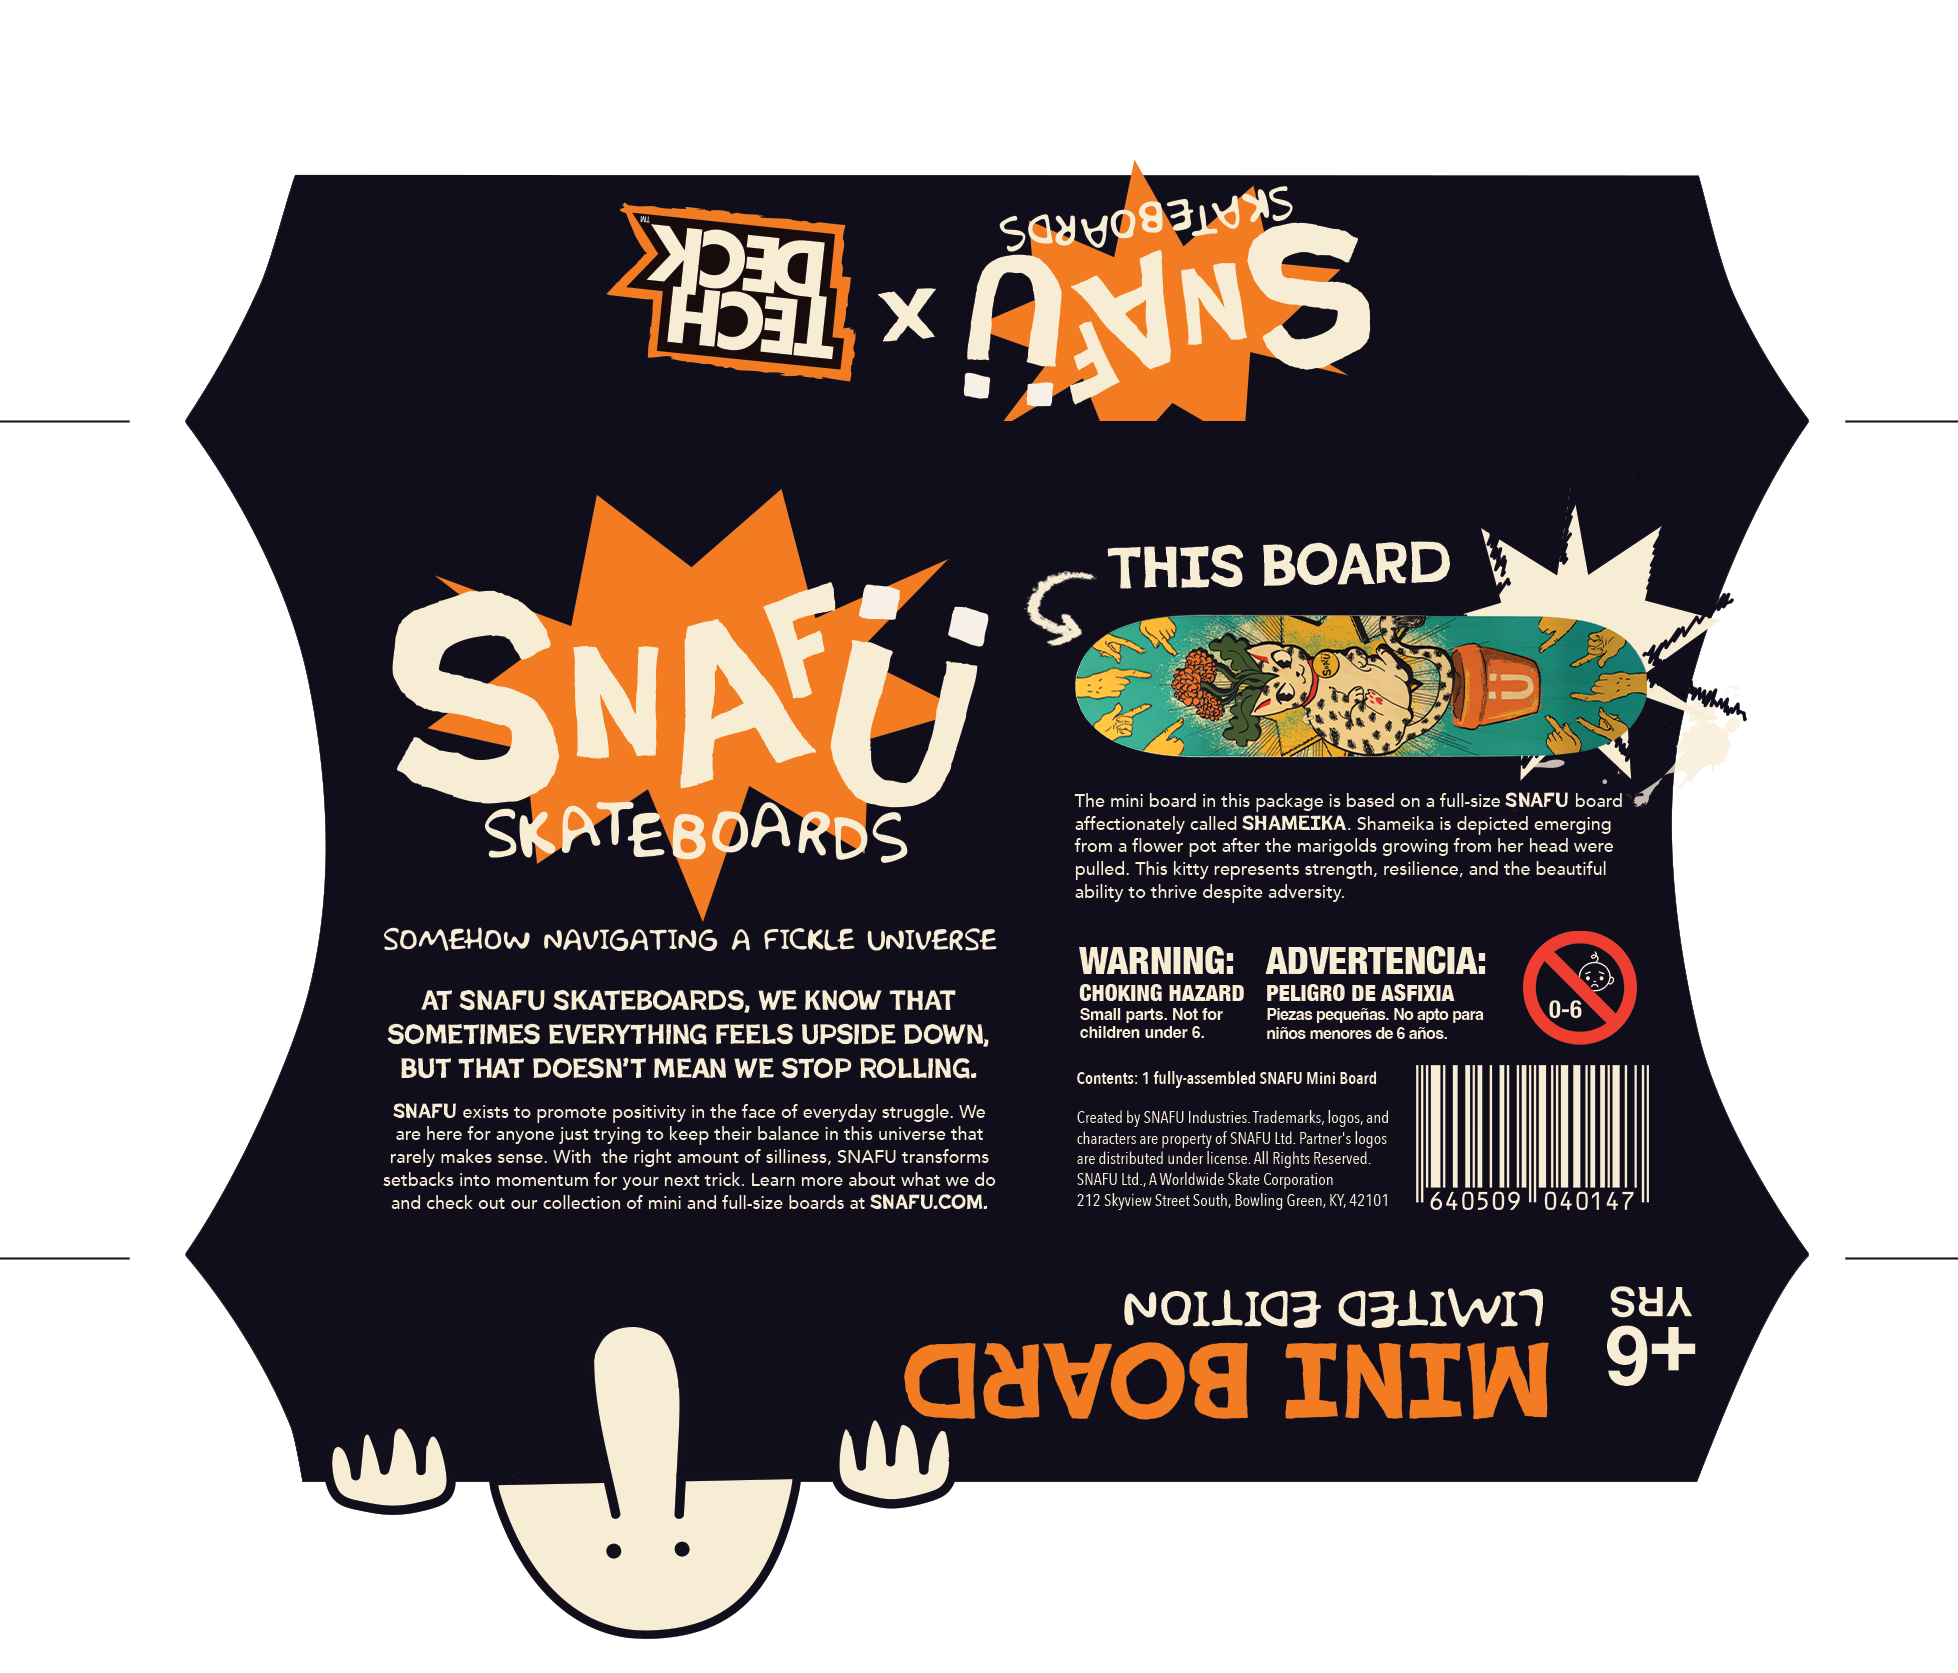 TECH
DECK
TM
X
SNAFÜ
SKATEBOARDS
SNAFÜ
SKATEBOARDS
SOMEHOW NAVIGATING A FICKLE UNIVERSE
AT SNAFU SKATEBOARDS, WE KNOW THAT
SOMETIMES EVERYTHING FEELS UPSIDE DOWN,
BUT THAT DOESN'T MEAN WE STOP ROLLING.
SNAFU exists to promote positivity in the face of everyday struggle. We
are here for anyone just trying to keep their balance in this universe that
rarely makes sense. With  the right amount of silliness, SNAFU transforms
setbacks into momentum for your next trick. Learn more about what we do
and check out our collection of mini and full-size boards at SNAFU.COM.
THIS BOARD
SNAFU
Ü
The mini board in this package is based on a full-size SNAFU board
affectionately called SHAMEIKA. Shameika is depicted emerging
from a flower pot after the marigolds growing from her head were
pulled. This kitty represents strength, resilience, and the beautiful
ability to thrive despite adversity.
WARNING:
CHOKING HAZARD
Small parts. Not for
children under 6.
ADVERTENCIA:
PELIGRO DE ASFIXIA
Piezas pequeñas. No apto para
niños menores de 6 años.
0-6
Contents: 1 fully-assembled SNAFU Mini Board
Created by SNAFU Industries. Trademarks, logos, and
characters are property of SNAFU Ltd. Partner's logos
are distributed under license. All Rights Reserved.
SNAFU Ltd., A Worldwide Skate Corporation
212 Skyview Street South, Bowling Green, KY, 42101
640509 040147
MINI BOARD
LIMITED EDITION
6+
YRS